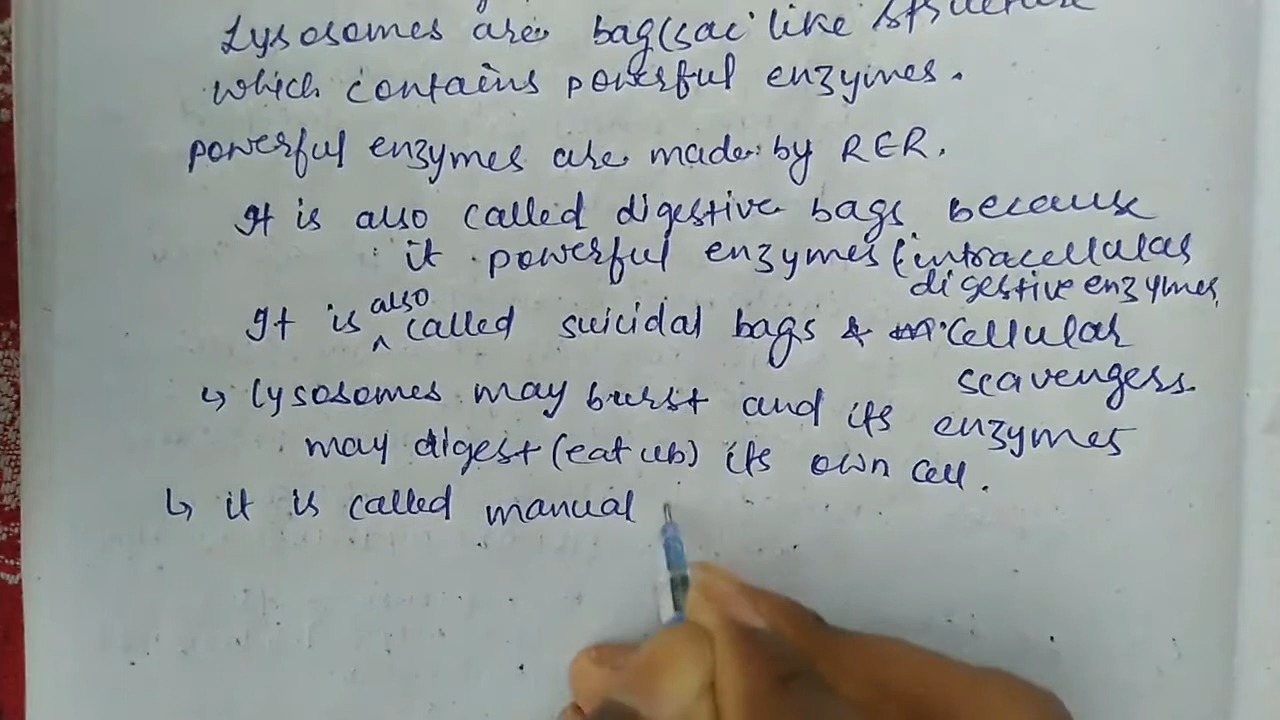 Lysosomes are bag(sac like structure
which contains powerful enzymes.
powerful enzymes are made by RER.
It is also called digestive bags because
it powerful enzymes (intracellular
digestive enzymes,
It is also called suicidal bags & cellular
scavengers.
↳ lysosomes may burst and its enzymes
may digest (eat ub) its own cell.
↳ it is called manual